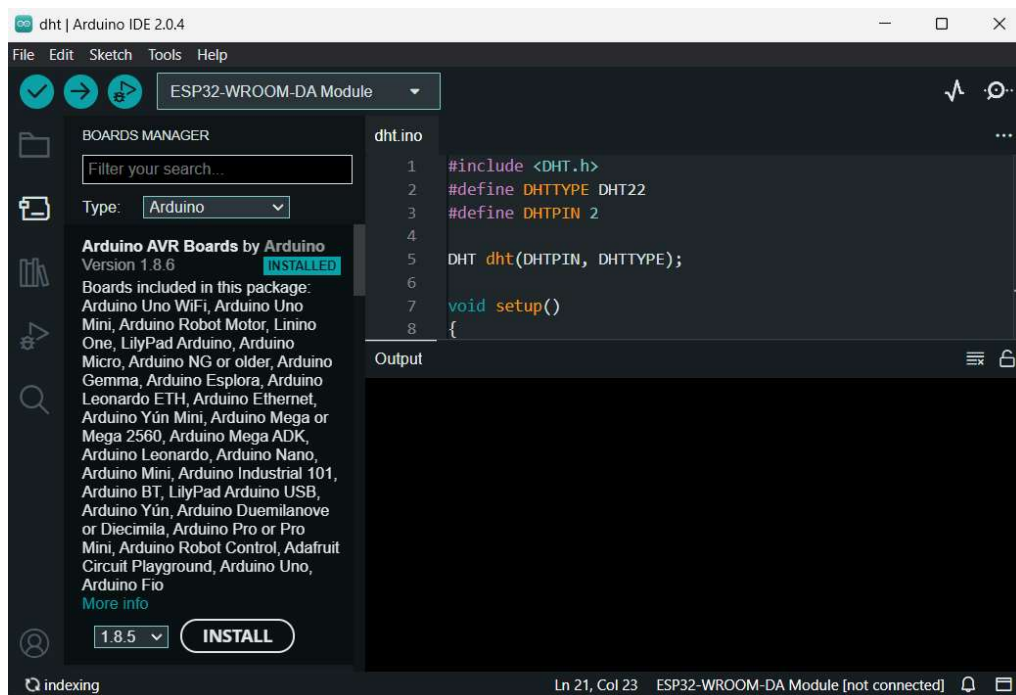 dht | Arduino IDE 2.0.4
File Edit Sketch Tools Help
ESP32-WROOM-DA Module
BOARDS MANAGER
Filter your search...
Type: Arduino
Arduino AVR Boards by Arduino
Version 1.8.6 INSTALLED
Boards included in this package:
Arduino Uno WiFi, Arduino Uno
Mini, Arduino Robot Motor, Linino
One, LilyPad Arduino, Arduino
Micro, Arduino NG or older, Arduino
Gemma, Arduino Esplora, Arduino
Leonardo ETH, Arduino Ethernet,
Arduino Yún Mini, Arduino Mega or
Mega 2560, Arduino Mega ADK,
Arduino Leonardo, Arduino Nano,
Arduino Mini, Arduino Industrial 101,
Arduino BT, LilyPad Arduino USB,
Arduino Yún, Arduino Duemilanove
or Diecimila, Arduino Pro or Pro
Mini, Arduino Robot Control, Adafruit
Circuit Playground, Arduino Uno,
Arduino Fio
More info
1.8.5 INSTALL
dht.ino
1 #include <DHT.h>
2 #define DHTTYPE DHT22
3 #define DHTPIN 2
4
5 DHT dht(DHTPIN, DHTTYPE);
6
7 void setup()
8 {
Output
indexing
Ln 21, Col 23 ESP32-WROOM-DA Module [not connected]